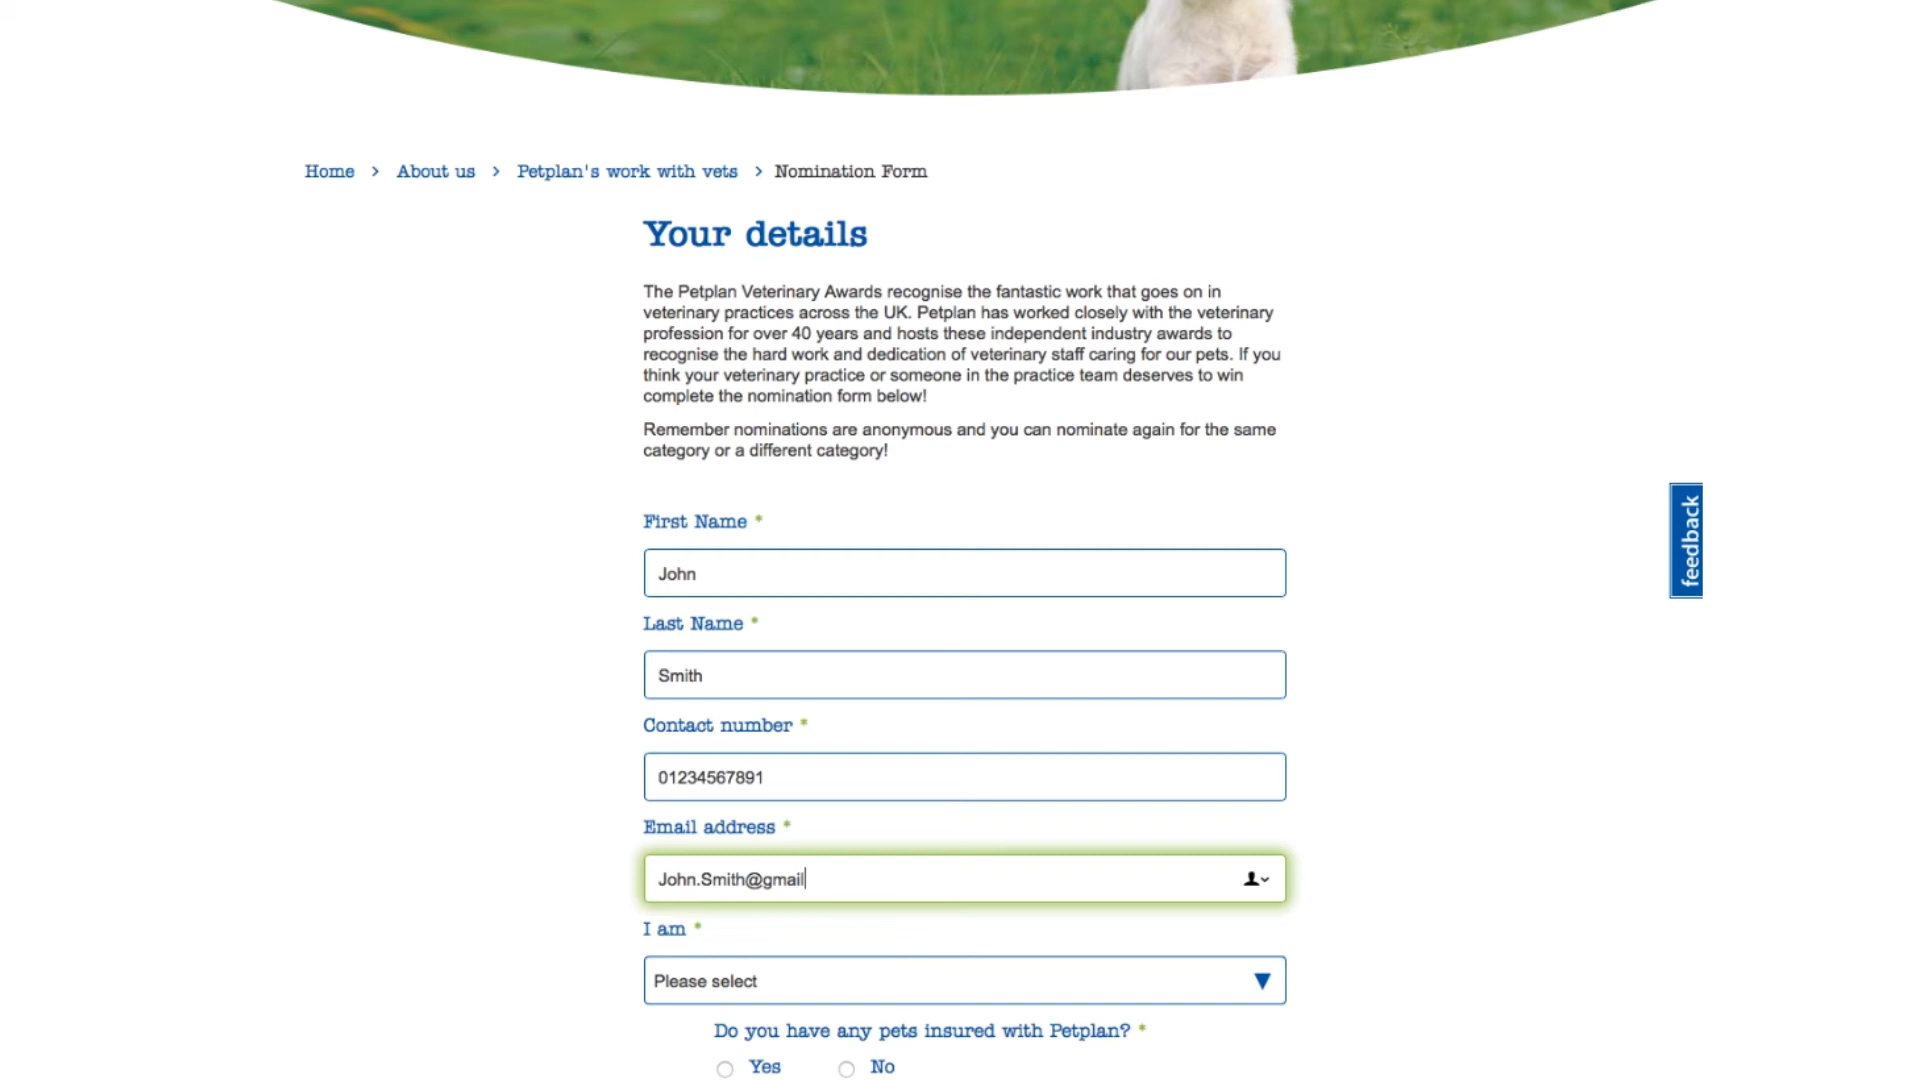 Home > About us > Petplan's work with vets > Nomination Form
Your details
The Petplan Veterinary Awards recognise the fantastic work that goes on in
veterinary practices across the UK. Petplan has worked closely with the veterinary
profession for over 40 years and hosts these independent industry awards to
recognise the hard work and dedication of veterinary staff caring for our pets. If you
think your veterinary practice or someone in the practice team deserves to win
complete the nomination form below!
Remember nominations are anonymous and you can nominate again for the same
category or a different category!
feedback
First Name *
John
Last Name *
Smith
Contact number *
01234567891
Email address *
John.Smith@gmail
I am *
Please select
Do you have any pets insured with Petplan? *
Yes No